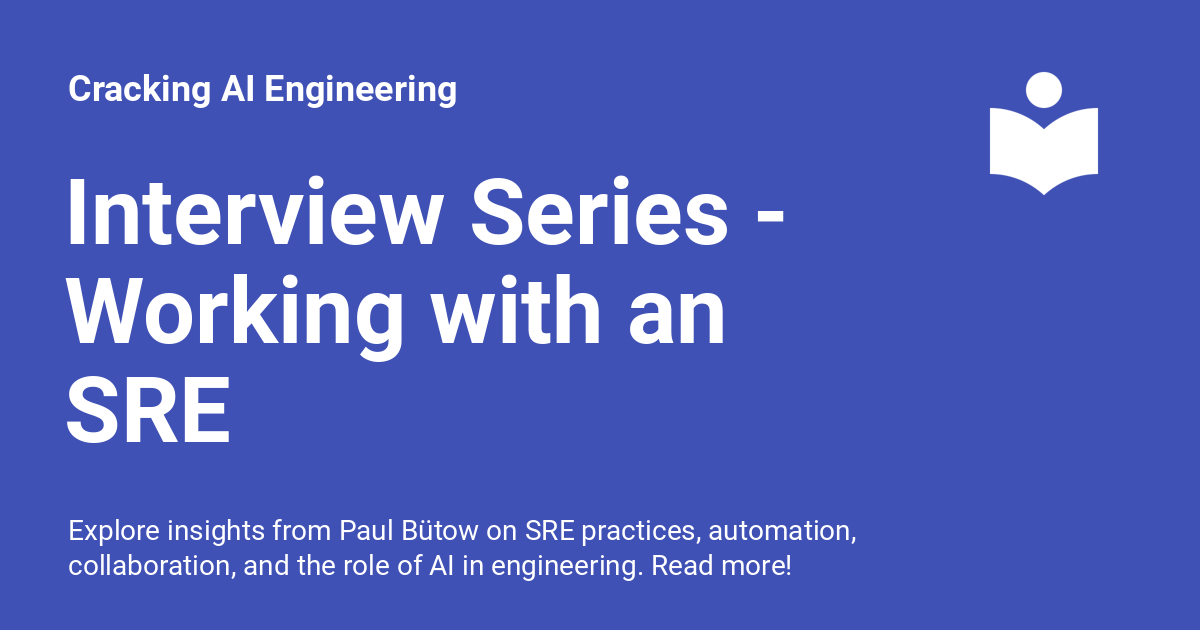 Cracking AI Engineering
Interview Series -
Working with an
SRE
Explore insights from Paul Bütow on SRE practices, automation,
collaboration, and the role of AI in engineering. Read more!